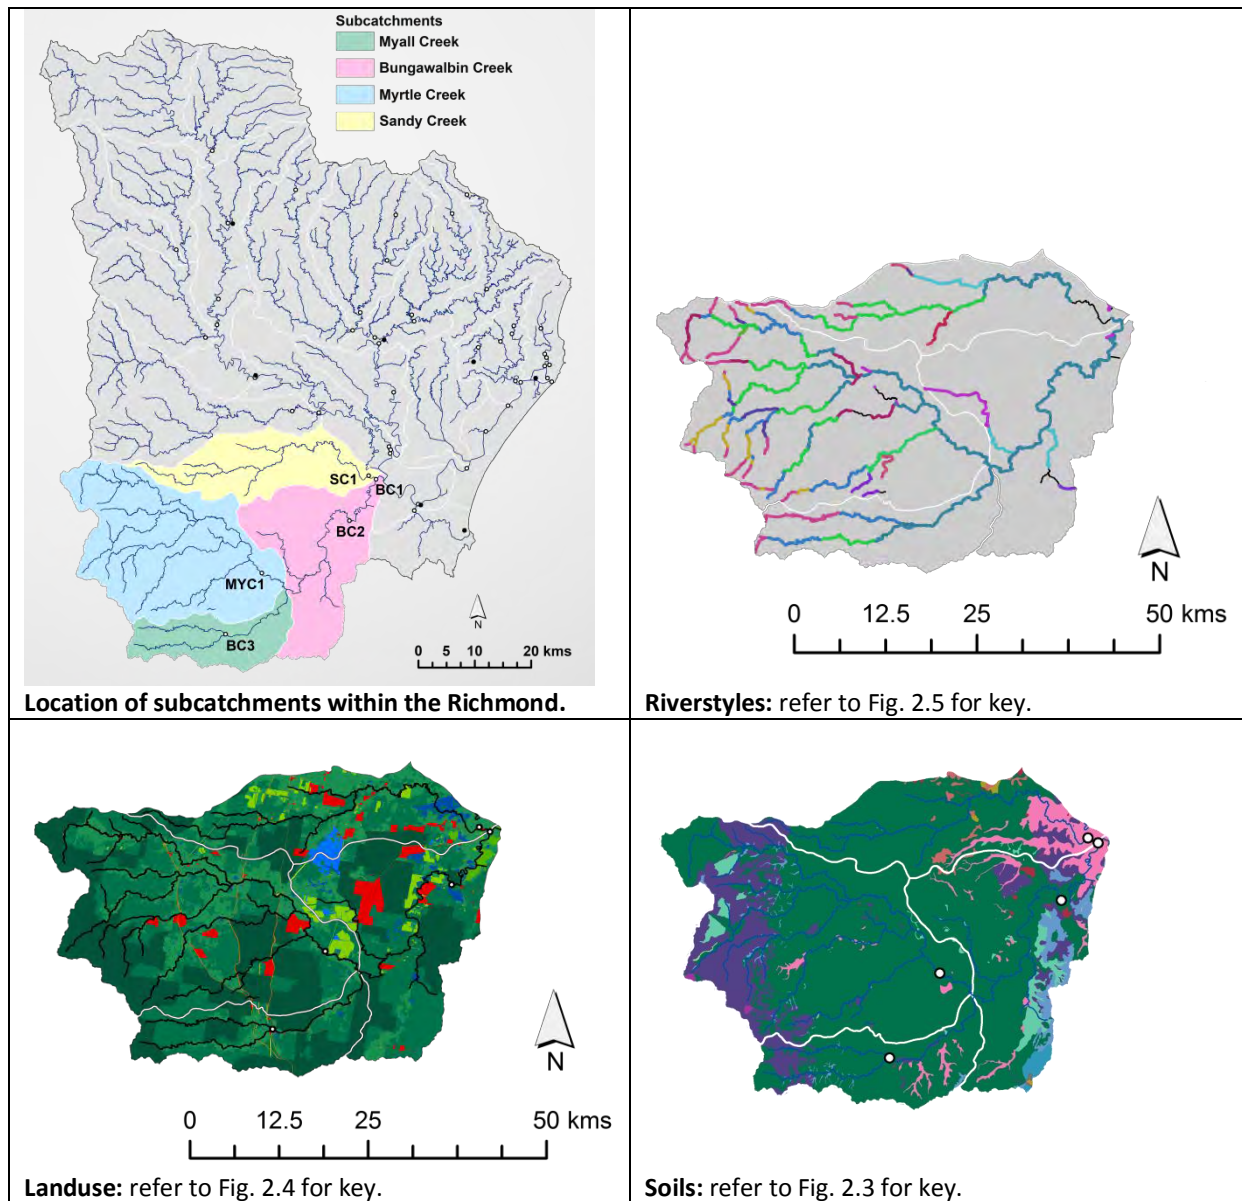 Subcatchments
Myall Creek
Bungawalbin Creek
Myrtle Creek
Sandy Creek
SC1
BC1
BC2
MYC1
BC3
N
0 5 10 20 kms
Location of subcatchments within the Richmond.
N
0 12.5 25 50 kms
Riverstyles: refer to Fig. 2.5 for key.
N
0 12.5 25 50 kms
Landuse: refer to Fig. 2.4 for key.
Soils: refer to Fig. 2.3 for key.